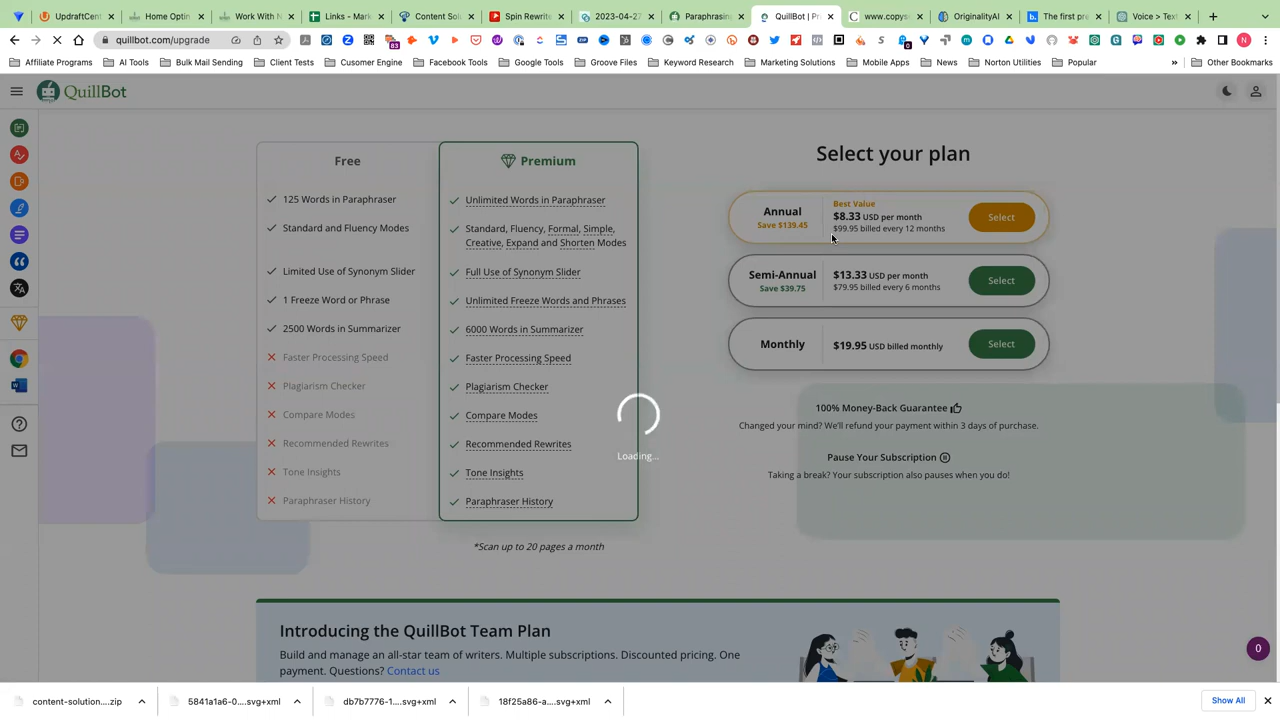 UpdraftCent
Home Optin
Work With N
Links – Mark
Content Solu
Spin Rewrite
2023-04-27
Paraphrasin
QuillBot | Pr
www.copysc
OriginalityAI
The first pre
Voice > Text
quillbot.com/upgrade
83
0
N
Affiliate Programs
AI Tools
Bulk Mail Sending
Client Tests
Cusomer Engine
Facebook Tools
Google Tools
Groove Files
Keyword Research
Marketing Solutions
Mobile Apps
News
Norton Utilities
Popular
»
Other Bookmarks
QuillBot
Free
125 Words in Paraphraser
Standard and Fluency Modes
Limited Use of Synonym Slider
1 Freeze Word or Phrase
2500 Words in Summarizer
Faster Processing Speed
Plagiarism Checker
Compare Modes
Recommended Rewrites
Tone Insights
Paraphraser History
Premium
Unlimited Words in Paraphraser
Standard, Fluency, Formal, Simple,
Creative, Expand and Shorten Modes
Full Use of Synonym Slider
Unlimited Freeze Words and Phrases
6000 Words in Summarizer
Faster Processing Speed
Plagiarism Checker
Compare Modes
Recommended Rewrites
Tone Insights
Paraphraser History
*Scan up to 20 pages a month
Loading...
Select your plan
Annual
Save $139.45
Best Value
$8.33 USD per month
$99.95 billed every 12 months
Select
Semi-Annual
Save $39.75
$13.33 USD per month
$79.95 billed every 6 months
Select
Monthly
$19.95 USD billed monthly
Select
100% Money-Back Guarantee
Changed your mind? We'll refund your payment within 3 days of purchase.
Pause Your Subscription
Taking a break? Your subscription also pauses when you do!
Introducing the QuillBot Team Plan
Build and manage an all-star team of writers. Multiple subscriptions. Discounted pricing. One
payment. Questions? Contact us
0
content-solution....zip
5841a1a6-0....svg+xml
db7b7776-1....svg+xml
18f25a86-a....svg+xml
Show All